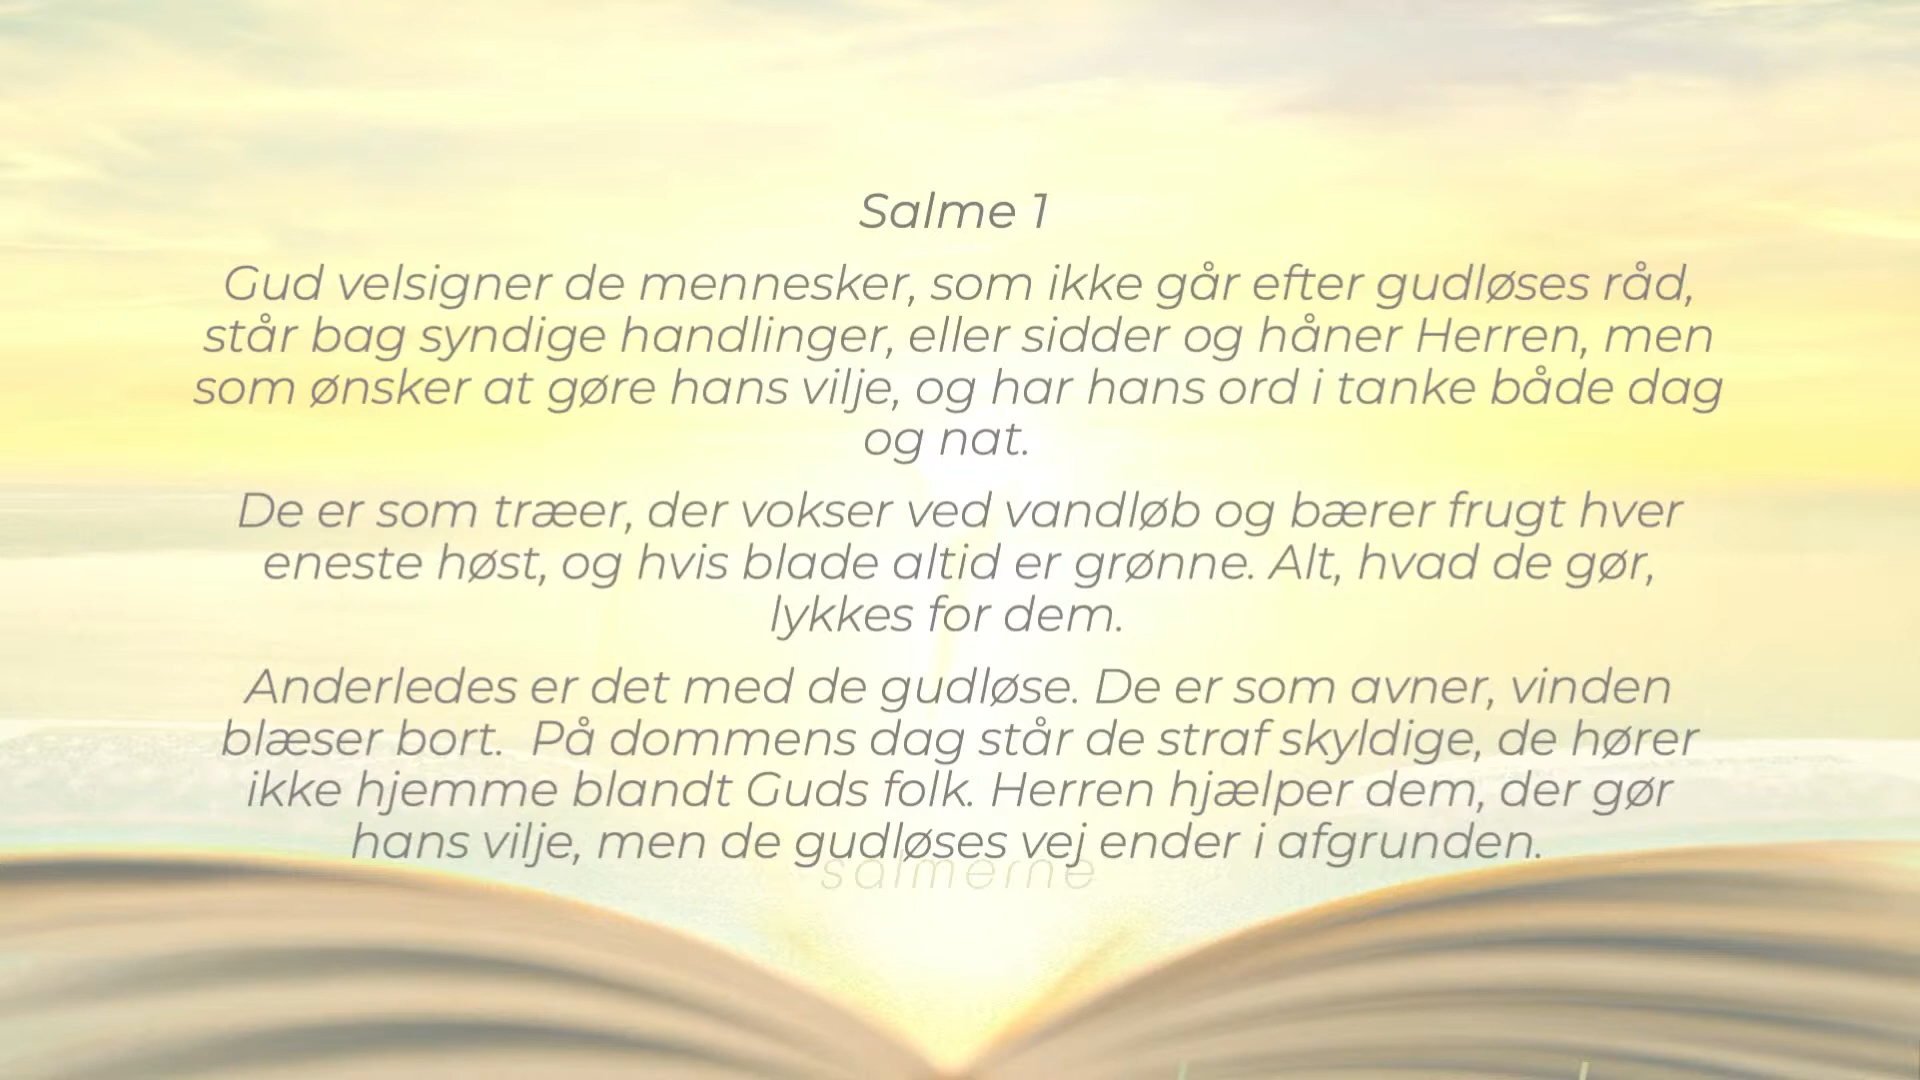 Salme 1
Gud velsigner de mennesker, som ikke går efter gudløses råd,
står bag syndige handlinger, eller sidder og håner Herren, men
som ønsker at gøre hans vilje, og har hans ord i tanke både dag
og nat.
De er som træer, der vokser ved vandløb og bærer frugt hver
eneste høst, og hvis blade altid er grønne. Alt, hvad de gør,
lykkes for dem.
Anderledes er det med de gudløse. De er som avner, vinden
blæser bort.  På dommens dag står de straf skyldige, de hører
ikke hjemme blandt Guds folk. Herren hjælper dem, der gør
hans vilje, men de gudløses vej ender i afgrunden.
salmerne